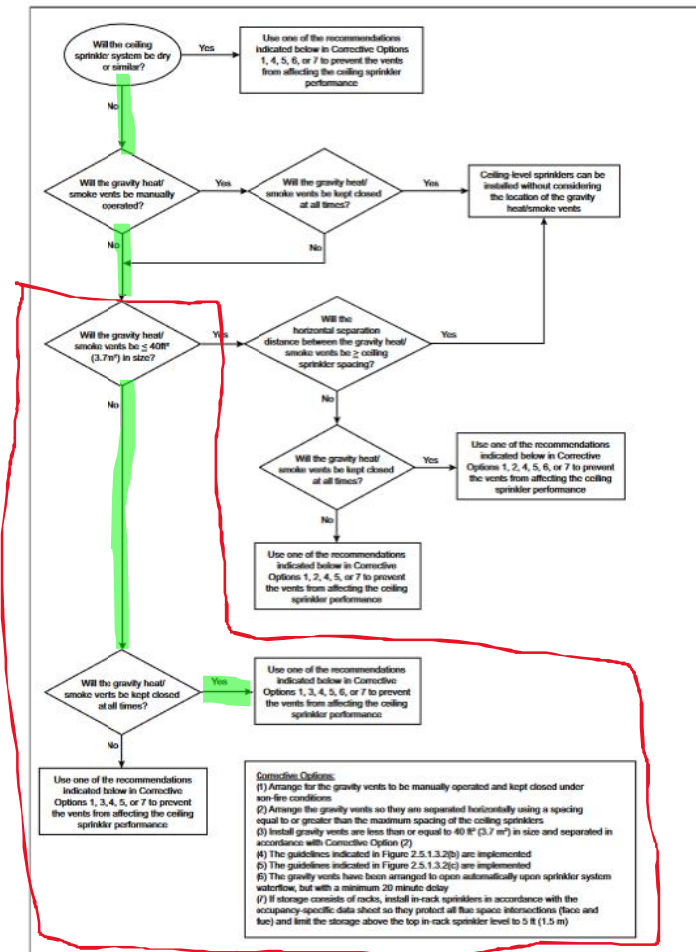 Will the ceiling
sprinkler system be dry
or similar?
Yes
Use one of the recommendations
indicated below in Corrective Options
1, 4, 5, 6, or 7 to prevent the vents
from affecting the ceiling sprinkler
performance
No
Will the gravity heat/
smoke vents be manually
operated?
Yes
Will the gravity heat/
smoke vents be kept closed
at all times?
Yes
Ceiling-level sprinklers can be
installed without considering
the location of the gravity
heat/smoke vents
No
No
Will the gravity heat/
smoke vents be ≤ 40ft²
(3.7m²) in size?
Yes
Will the
horizontal separation
distance between the gravity heat/
smoke vents be ≥ ceiling
sprinkler spacing?
Yes
No
No
Will the gravity heat/
smoke vents be kept closed
at all times?
Yes
Use one of the recommendations
indicated below in Corrective
Options 1, 2, 4, 5, 6, or 7 to prevent
the vents from affecting the ceiling
sprinkler performance
No
Use one of the recommendations
indicated below in Corrective
Options 1, 2, 4, 5, or 7 to prevent
the vents from affecting the ceiling
sprinkler performance
Will the gravity heat/
smoke vents be kept closed
at all times?
Yes
Use one of the recommendations
indicated below in Corrective
Options 1, 3, 4, 5, 6, or 7 to prevent
the vents from affecting the ceiling
sprinkler performance
No
Use one of the recommendations
indicated below in Corrective
Options 1, 3,4, 5, or 7 to prevent
the vents from affecting the ceiling
sprinkler performance
Corrective Options:
(1) Arrange for the gravity vents to be manually operated and kept closed under
non-fire conditions
(2) Arrange the gravity vents so they are separated horizontally using a spacing
equal to or greater than the maximum spacing of the ceiling sprinklers
(3) Install gravity vents are less than or equal to 40 ft² (3.7 m²) in size and separated in
accordance with Corrective Option (2)
(4) The guidelines indicated in Figure 2.5.1.3.2(b) are implemented
(5) The guidelines indicated in Figure 2.5.1.3.2(c) are implemented
(6) The gravity vents have been arranged to open automatically upon sprinkler system
waterflow, but with a minimum 20 minute delay
(7) If storage consists of racks, install in-rack sprinklers in accordance with the
occupancy-specific data sheet so they protect all flue space intersections (face and
flue) and limit the storage above the top in-rack sprinkler level to 5 ft (1.5 m)